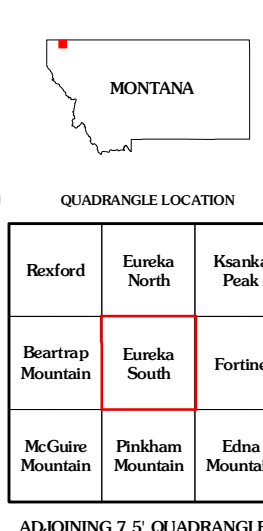 MONTANA
QUADRANGLE LOCATION
Rexford
Eureka
North
Ksanka
Peak
Beartrap
Mountain
Eureka
South
Fortine
McGuire
Mountain
Pinkham
Mountain
Edna
Mountain
ADJOINING 7.5' QUADRANGLE